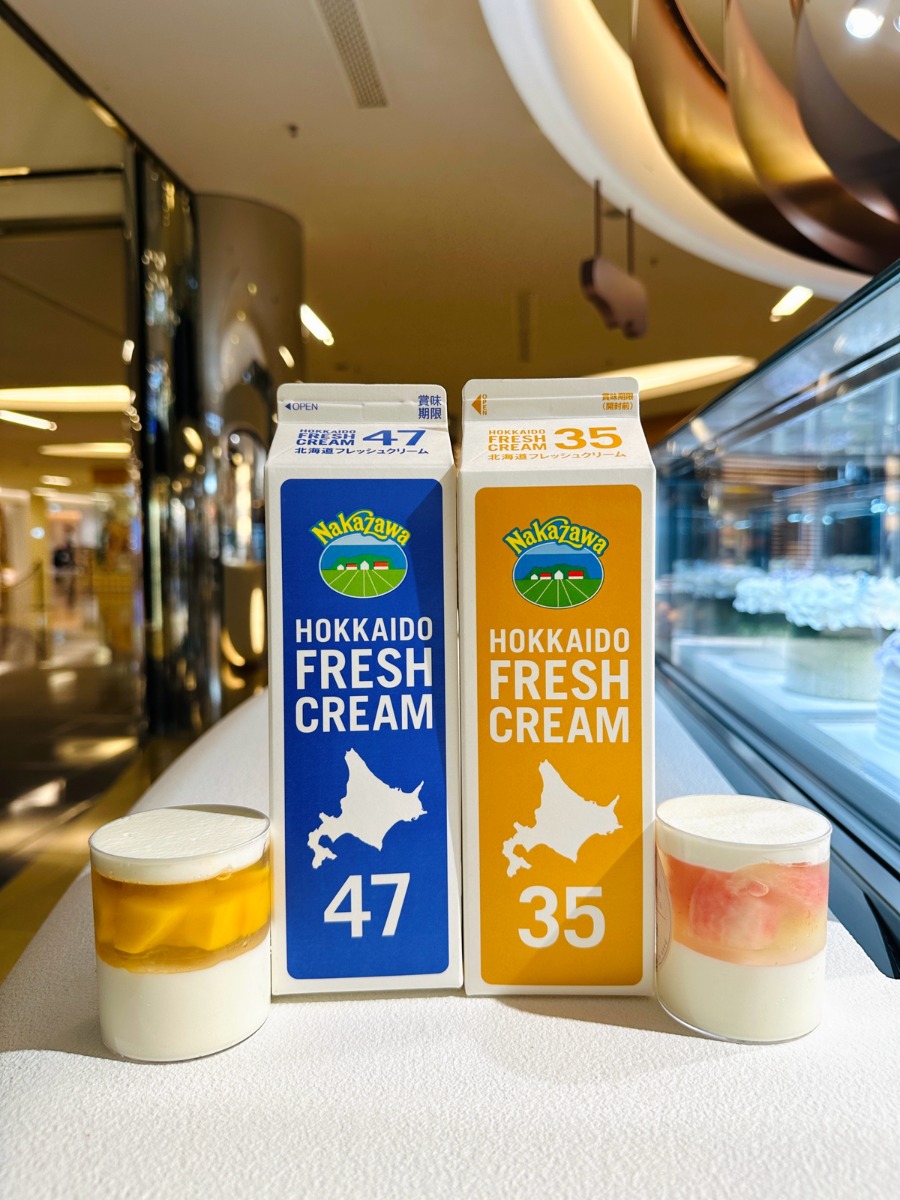 OPEN
賞味
期限
HOKKAIDO
FRESH
CREAM 47
北海道フレッシュクリーム
Nakazawa
HOKKAIDO
FRESH
CREAM
47
OPEN
賞味期限
(開封前)
HOKKAIDO
FRESH
CREAM 35
北海道フレッシュクリーム
Nakazawa
HOKKAIDO
FRESH
CREAM
35